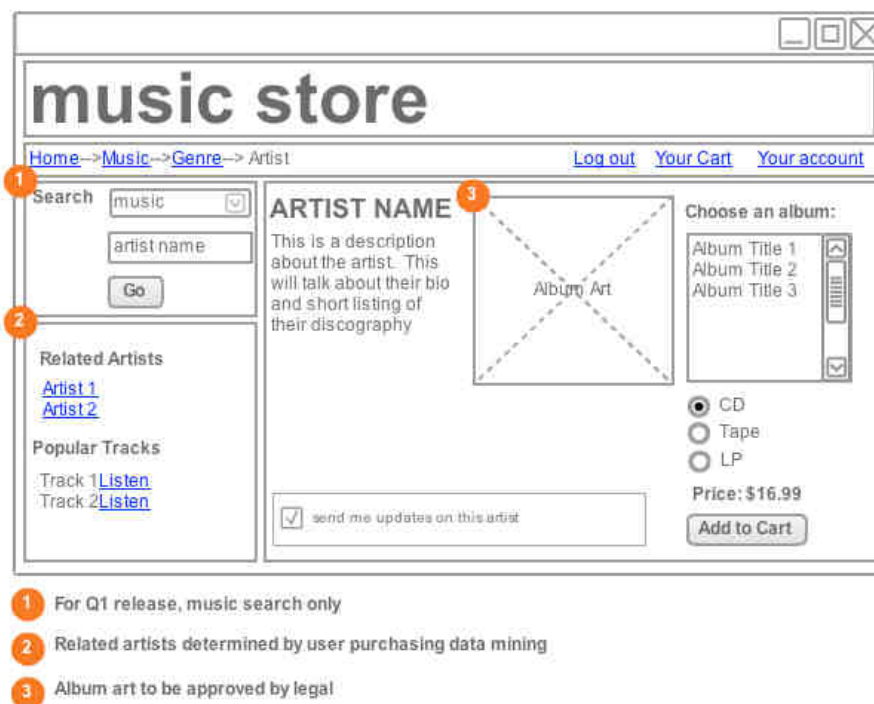 music store
Home-->Music-->Genre--> Artist
Log out Your Cart Your account
1
Search music
artist name
Go
2
Related Artists
Artist 1
Artist 2
Popular Tracks
Track 1Listen
Track 2Listen
ARTIST NAME
This is a description
about the artist. This
will talk about their bio
and short listing of
their discography
3
Album Art
send me updates on this artist
Choose an album:
Album Title 1
Album Title 2
Album Title 3
CD
Tape
LP
Price: $16.99
Add to Cart
1 For Q1 release, music search only
2 Related artists determined by user purchasing data mining
3 Album art to be approved by legal